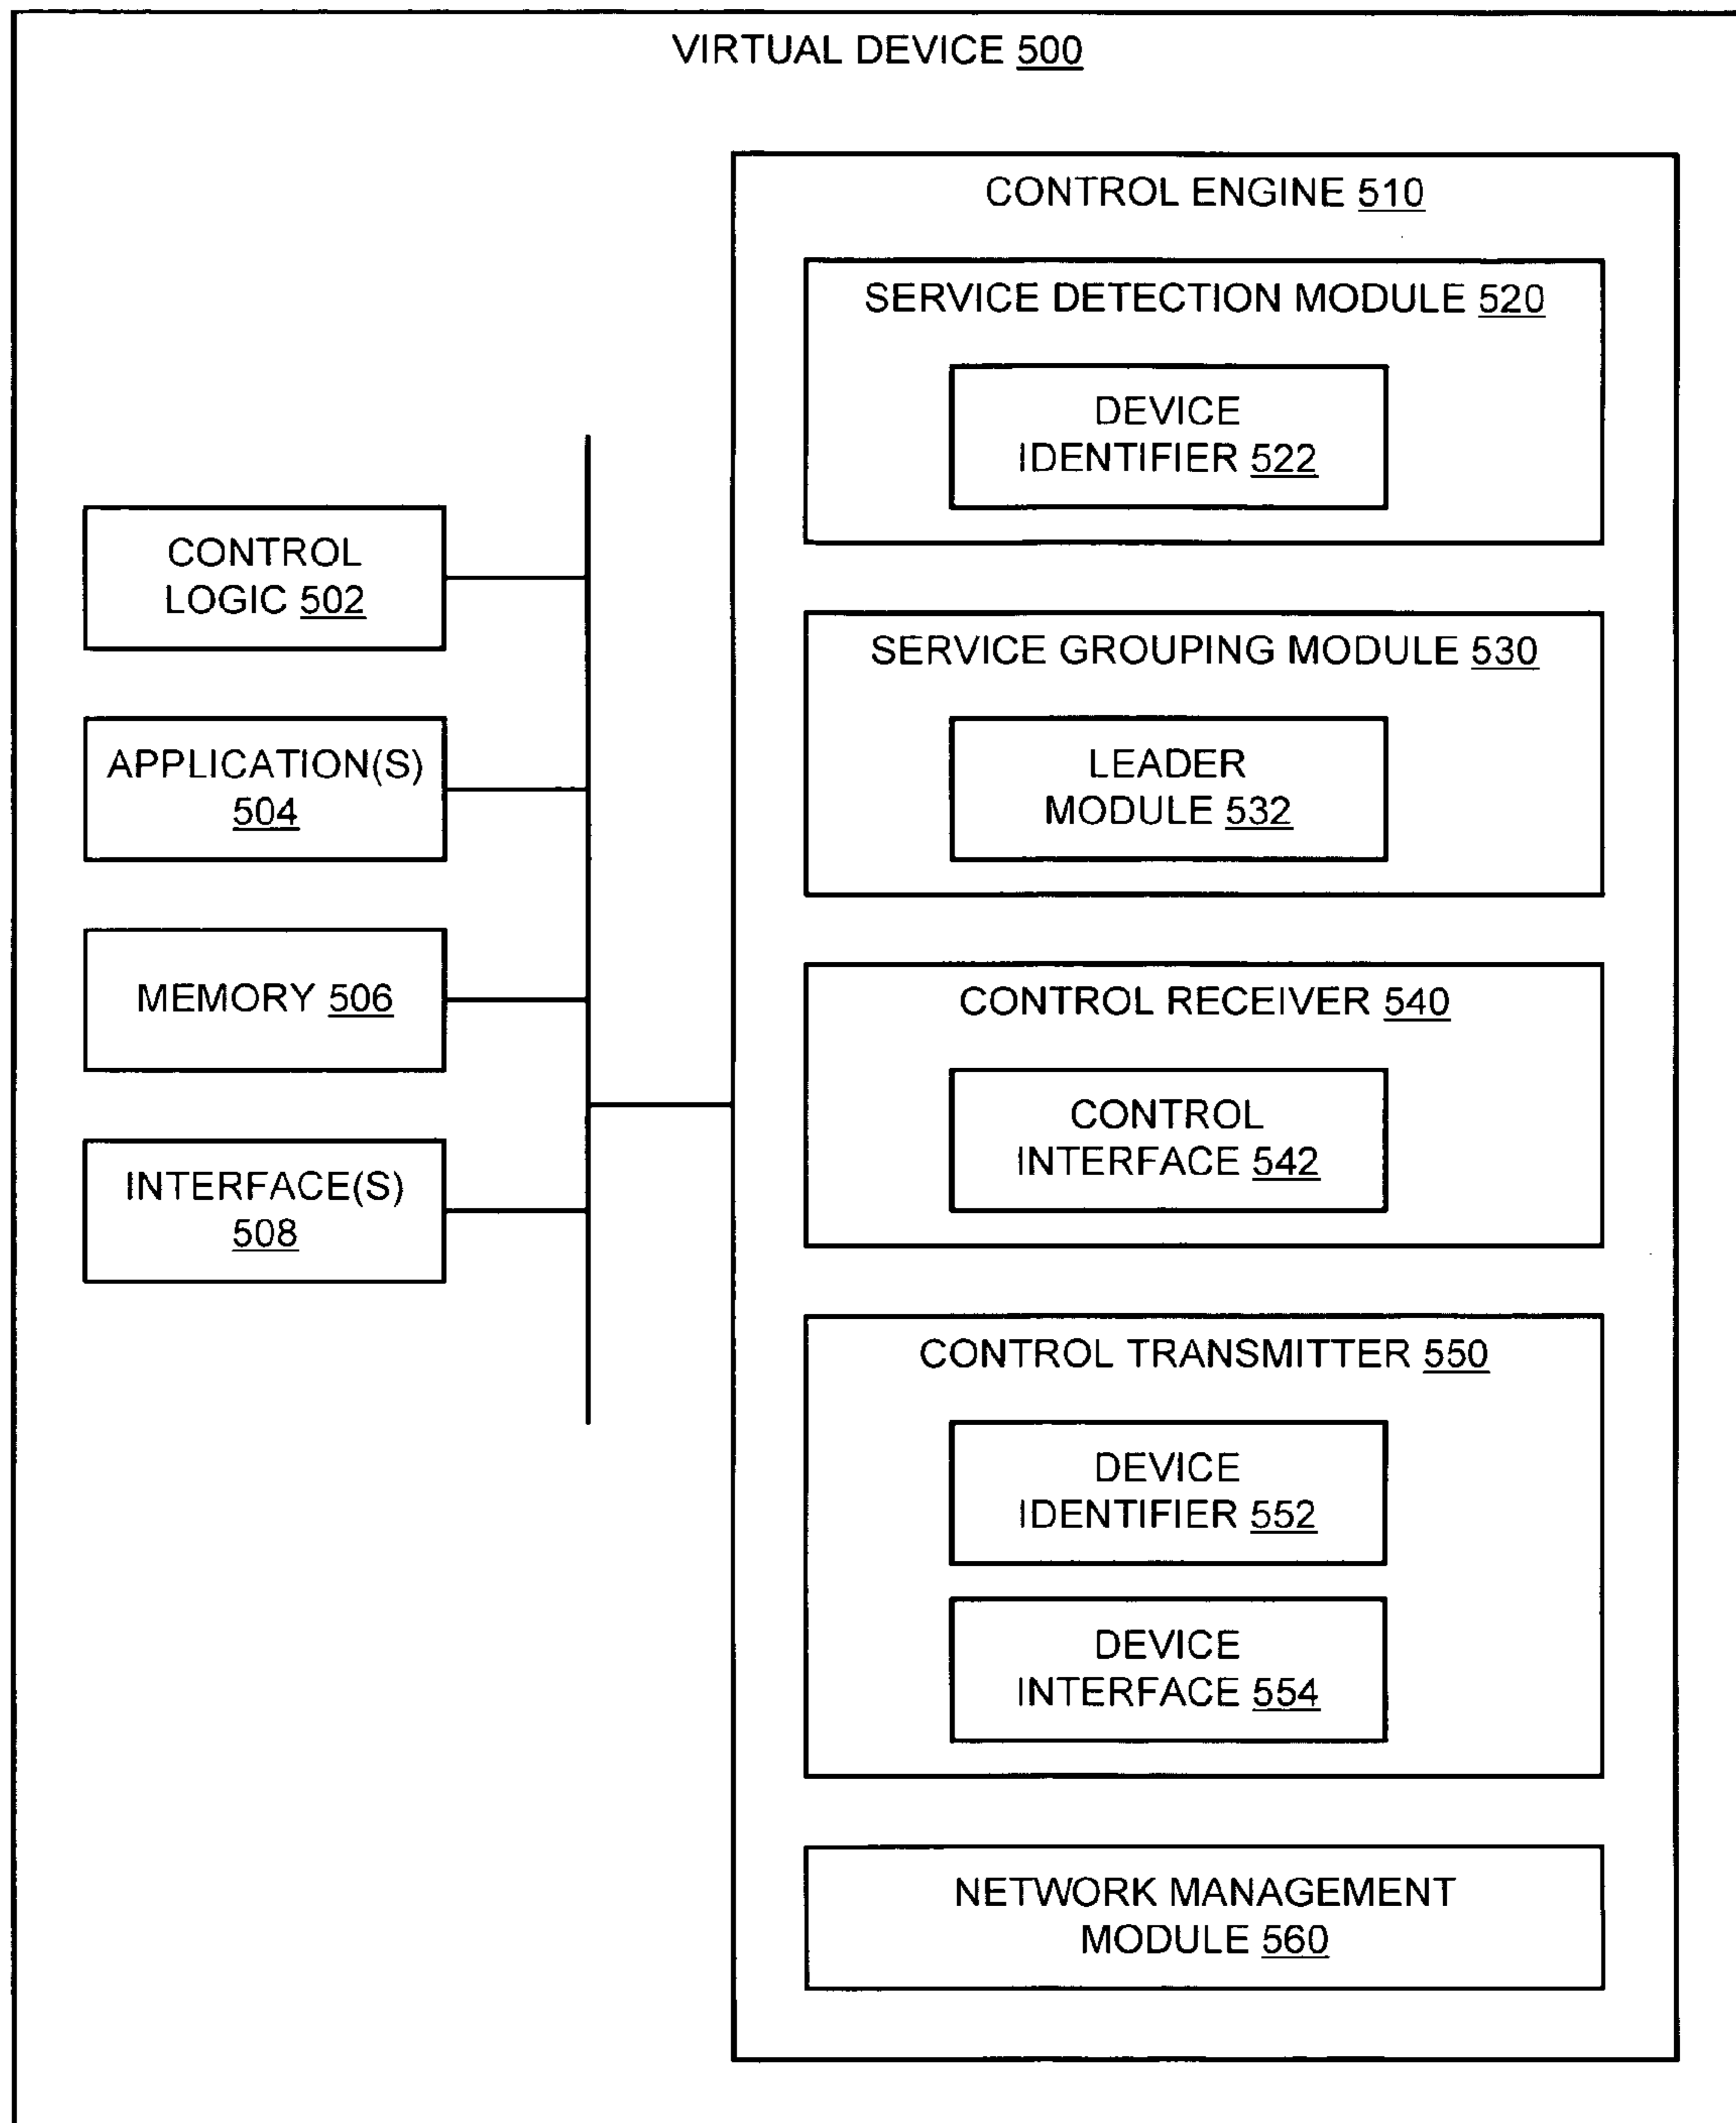 VIRTUAL DEVICE 500
CONTROL
LOGIC 502
APPLICATION(S)
504
MEMORY 506
INTERFACE(S)
508
CONTROL ENGINE 510
SERVICE DETECTION MODULE 520
DEVICE
IDENTIFIER 522
SERVICE GROUPING MODULE 530
LEADER
MODULE 532
CONTROL RECEIVER 540
CONTROL
INTERFACE 542
CONTROL TRANSMITTER 550
DEVICE
IDENTIFIER 552
DEVICE
INTERFACE 554
NETWORK MANAGEMENT
MODULE 560